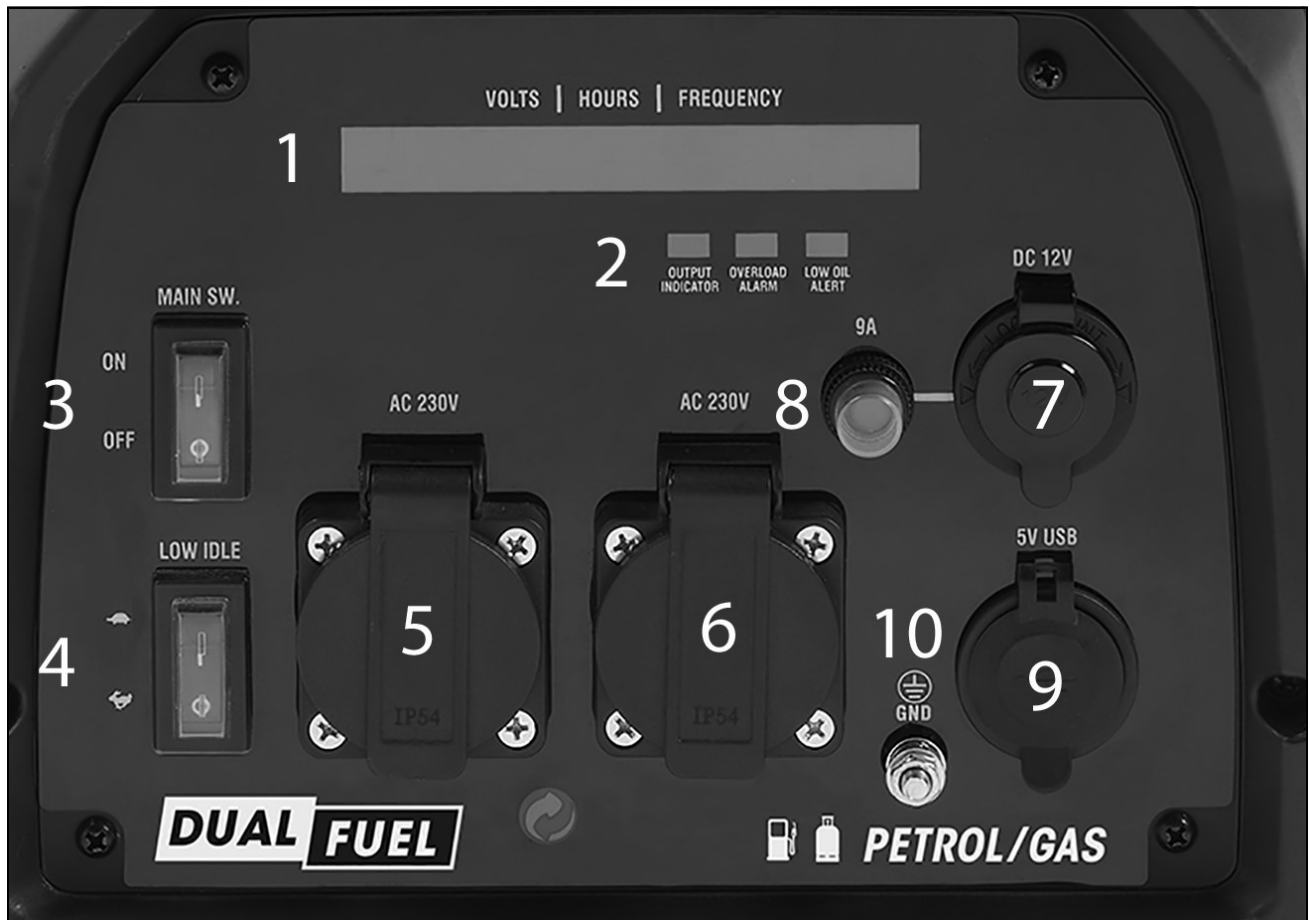 VOLTS | HOURS | FREQUENCY
1
2
OUTPUT INDICATOR
OVERLOAD ALARM
LOW OIL ALERT
DC 12V
MAIN SW.
9A
ON
3
OFF
AC 230V
AC 230V
8
7
LOW IDLE
5V USB
4
5
6
10
9
GND
IP54
IP54
DUAL FUEL
PETROL/GAS